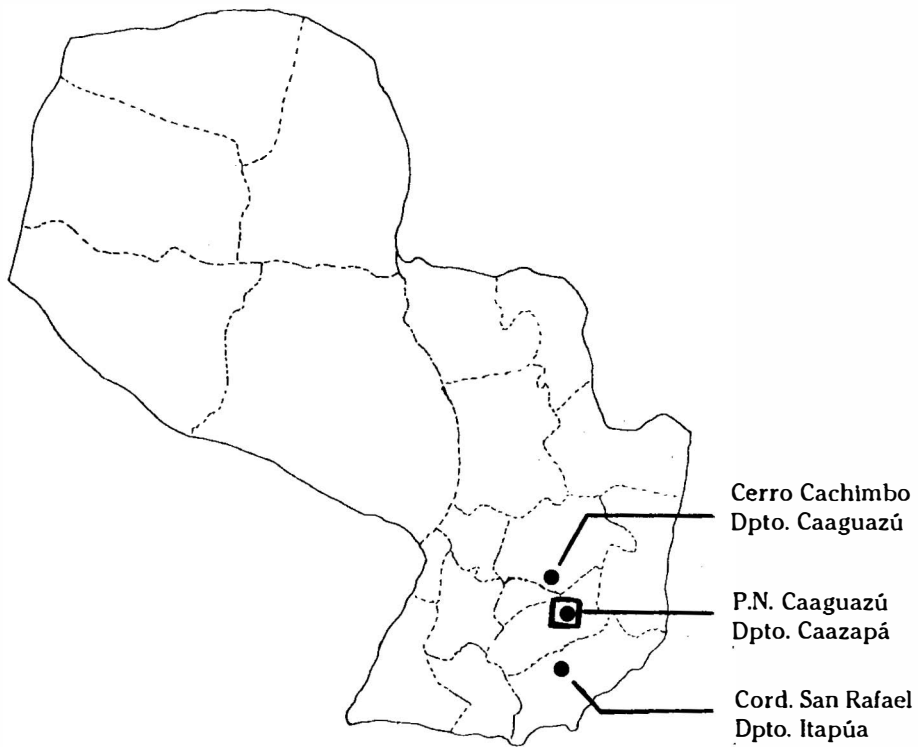 Cerro Cachimbo
Dpto. Caaguazú
P.N. Caaguazú
Dpto. Caazapá
Cord. San Rafael
Dpto. Itapúa